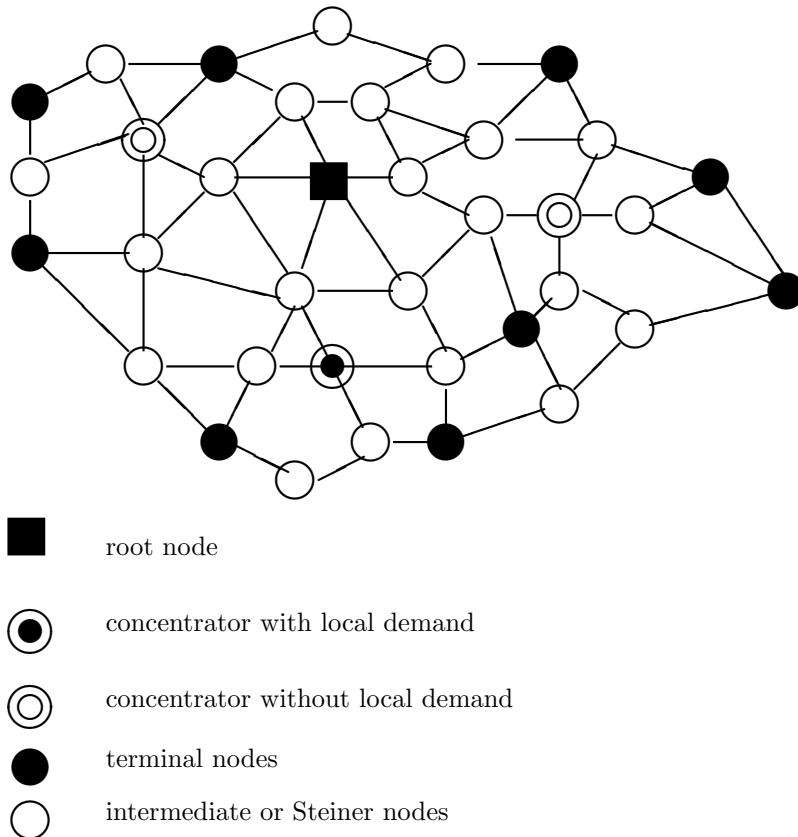 root node
concentrator with local demand
concentrator without local demand
terminal nodes
intermediate or Steiner nodes